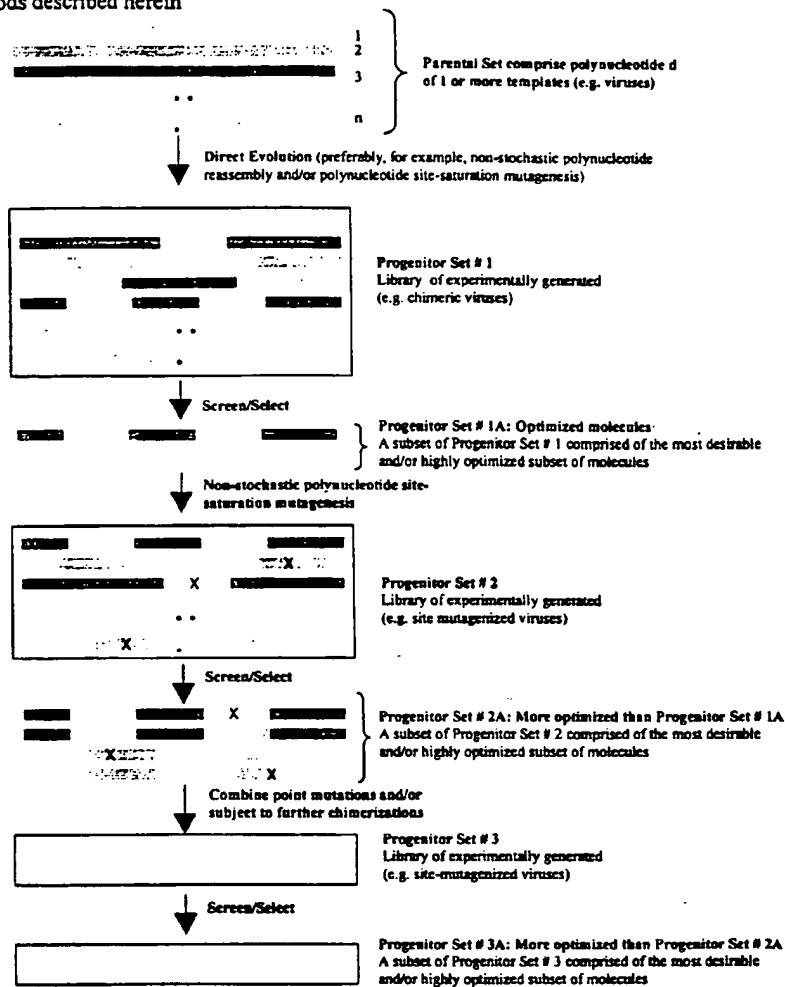 ods described herein
1
2
3
n
Parental Set comprise polynucleotide d
of 1 or more templates (e.g. viruses)
Direct Evolution (preferably, for example, non-stochastic polynucleotide
reassembly and/or polynucleotide site-saturation mutagenesis)
Progenitor Set # 1
Library of experimentally generated
(e.g. chimeric viruses)
Screen/Select
Progenitor Set # 1A: Optimized molecules
A subset of Progenitor Set # 1 comprised of the most desirable
and/or highly optimized subset of molecules
Non-stochastic polynucleotide site-
saturation mutagenesis
X
X
X
X
Progenitor Set # 2
Library of experimentally generated
(e.g. site mutagenized viruses)
Screen/Select
X
X
X
Progenitor Set # 2A: More optimized than Progenitor Set # 1A
A subset of Progenitor Set # 2 comprised of the most desirable
and/or highly optimized subset of molecules
Combine point mutations and/or
subject to further chimerizations
Progenitor Set # 3
Library of experimentally generated
(e.g. site-mutagenized viruses)
Screen/Select
Progenitor Set # 3A: More optimized than Progenitor Set # 2A
A subset of Progenitor Set # 3 comprised of the most desirable
and/or highly optimized subset of molecules